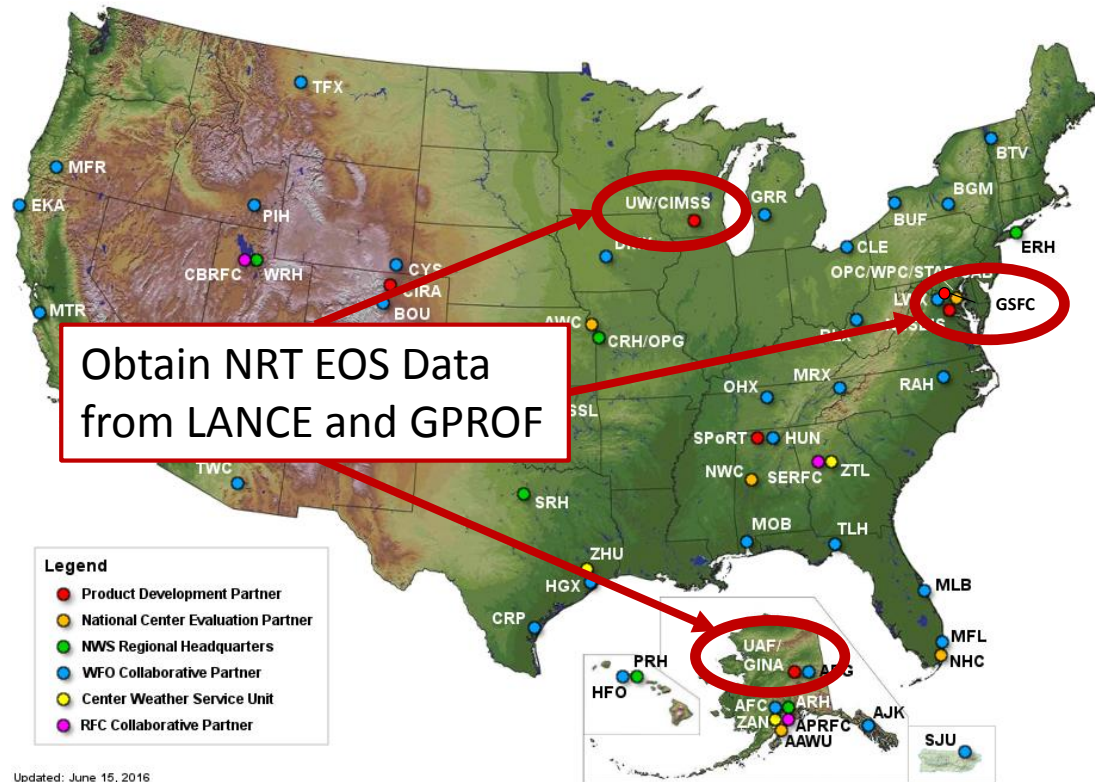 TFX
MFR
EKA
PIH
CBRFC
WRH
MTR
CYS
CIRA
BOU
UW/CIMSS
GRR
BTV
BGM
BUF
CLE
ERH
OPC/WPC/STAR/SAB
GSFC
AWC
CRH/OPG
Obtain NRT EOS Data
from LANCE and GPROF
OHX
MRX
RAH
SPoRT
HUN
NWC
SERFC
ZTL
TWC
SRH
MOB
TLH
ZHU
HGX
CRP
MLB
MFL
NHC
Legend
Product Development Partner
National Center Evaluation Partner
NWS Regional Headquarters
WFO Collaborative Partner
Center Weather Service Unit
RFC Collaborative Partner
PRH
HFO
UAF/
GINA
AFC
ARH
ZAN
APRFC
AAWU
AJK
SJU
Updated: June 15, 2016